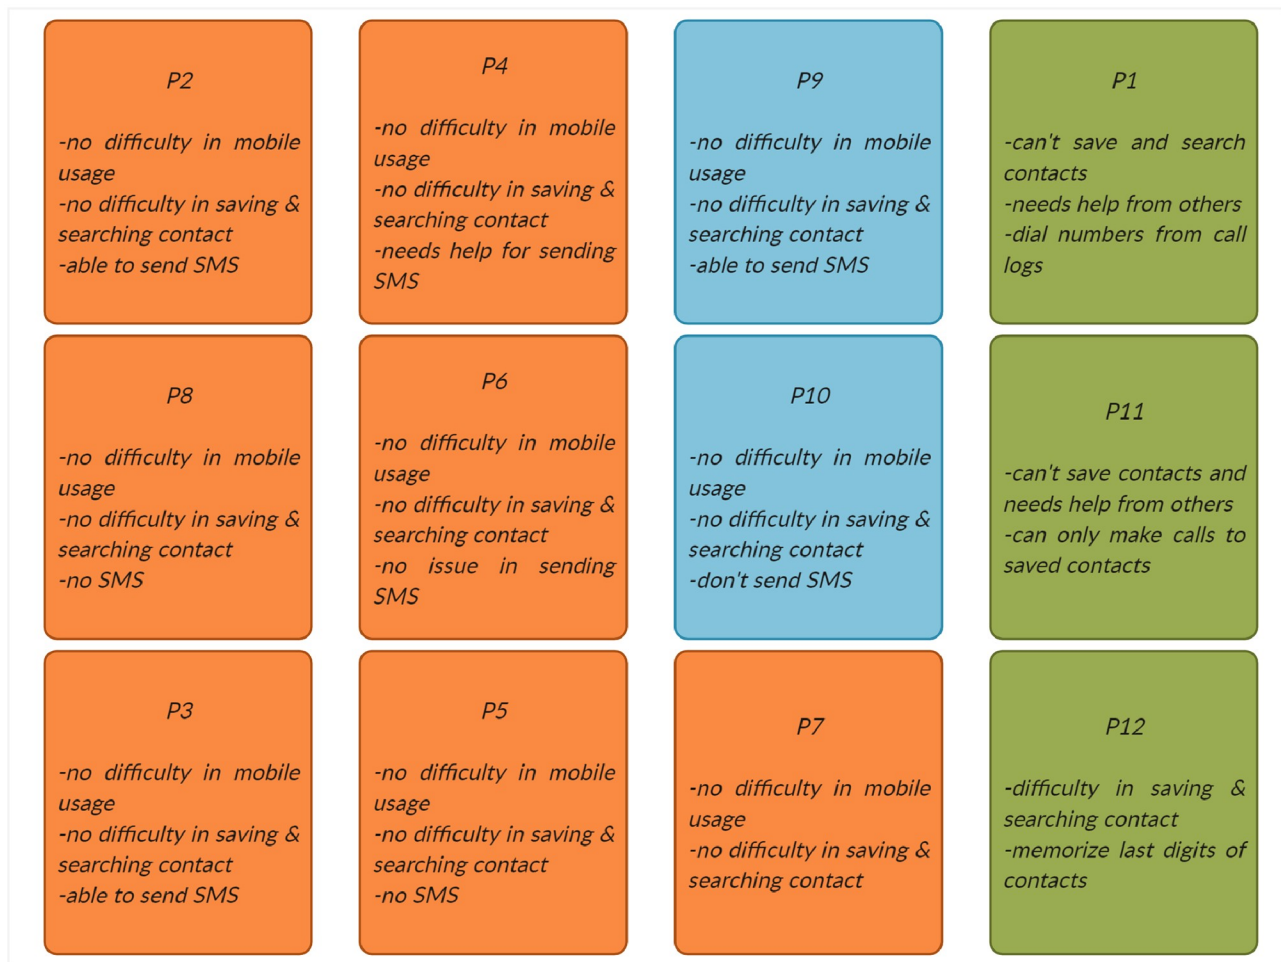 P2
-no difficulty in mobile
usage
-no difficulty in saving &
searching contact
-able to send SMS
P4
-no difficulty in mobile
usage
-no difficulty in saving &
searching contact
-needs help for sending
SMS
P9
-no difficulty in mobile
usage
-no difficulty in saving &
searching contact
-able to send SMS
P1
-can't save and search
contacts
-needs help from others
-dial numbers from call
logs
P8
-no difficulty in mobile
usage
-no difficulty in saving &
searching contact
-no SMS
P6
-no difficulty in mobile
usage
-no difficulty in saving &
searching contact
-no issue in sending
SMS
P10
-no difficulty in mobile
usage
-no difficulty in saving &
searching contact
-don't send SMS
P11
-can't save contacts and
needs help from others
-can only make calls to
saved contacts
P3
-no difficulty in mobile
usage
-no difficulty in saving &
searching contact
-able to send SMS
P5
-no difficulty in mobile
usage
-no difficulty in saving &
searching contact
-no SMS
P7
-no difficulty in mobile
usage
-no difficulty in saving &
searching contact
P12
-difficulty in saving &
searching contact
-memorize last digits of
contacts